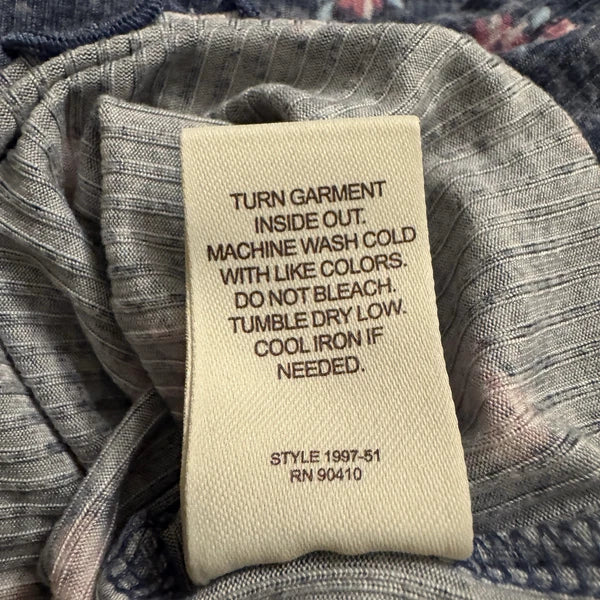 TURN GARMENT
INSIDE OUT.
MACHINE WASH COLD
WITH LIKE COLORS.
DO NOT BLEACH.
TUMBLE DRY LOW.
COOL IRON IF
NEEDED.
STYLE 1997-51
RN 90410